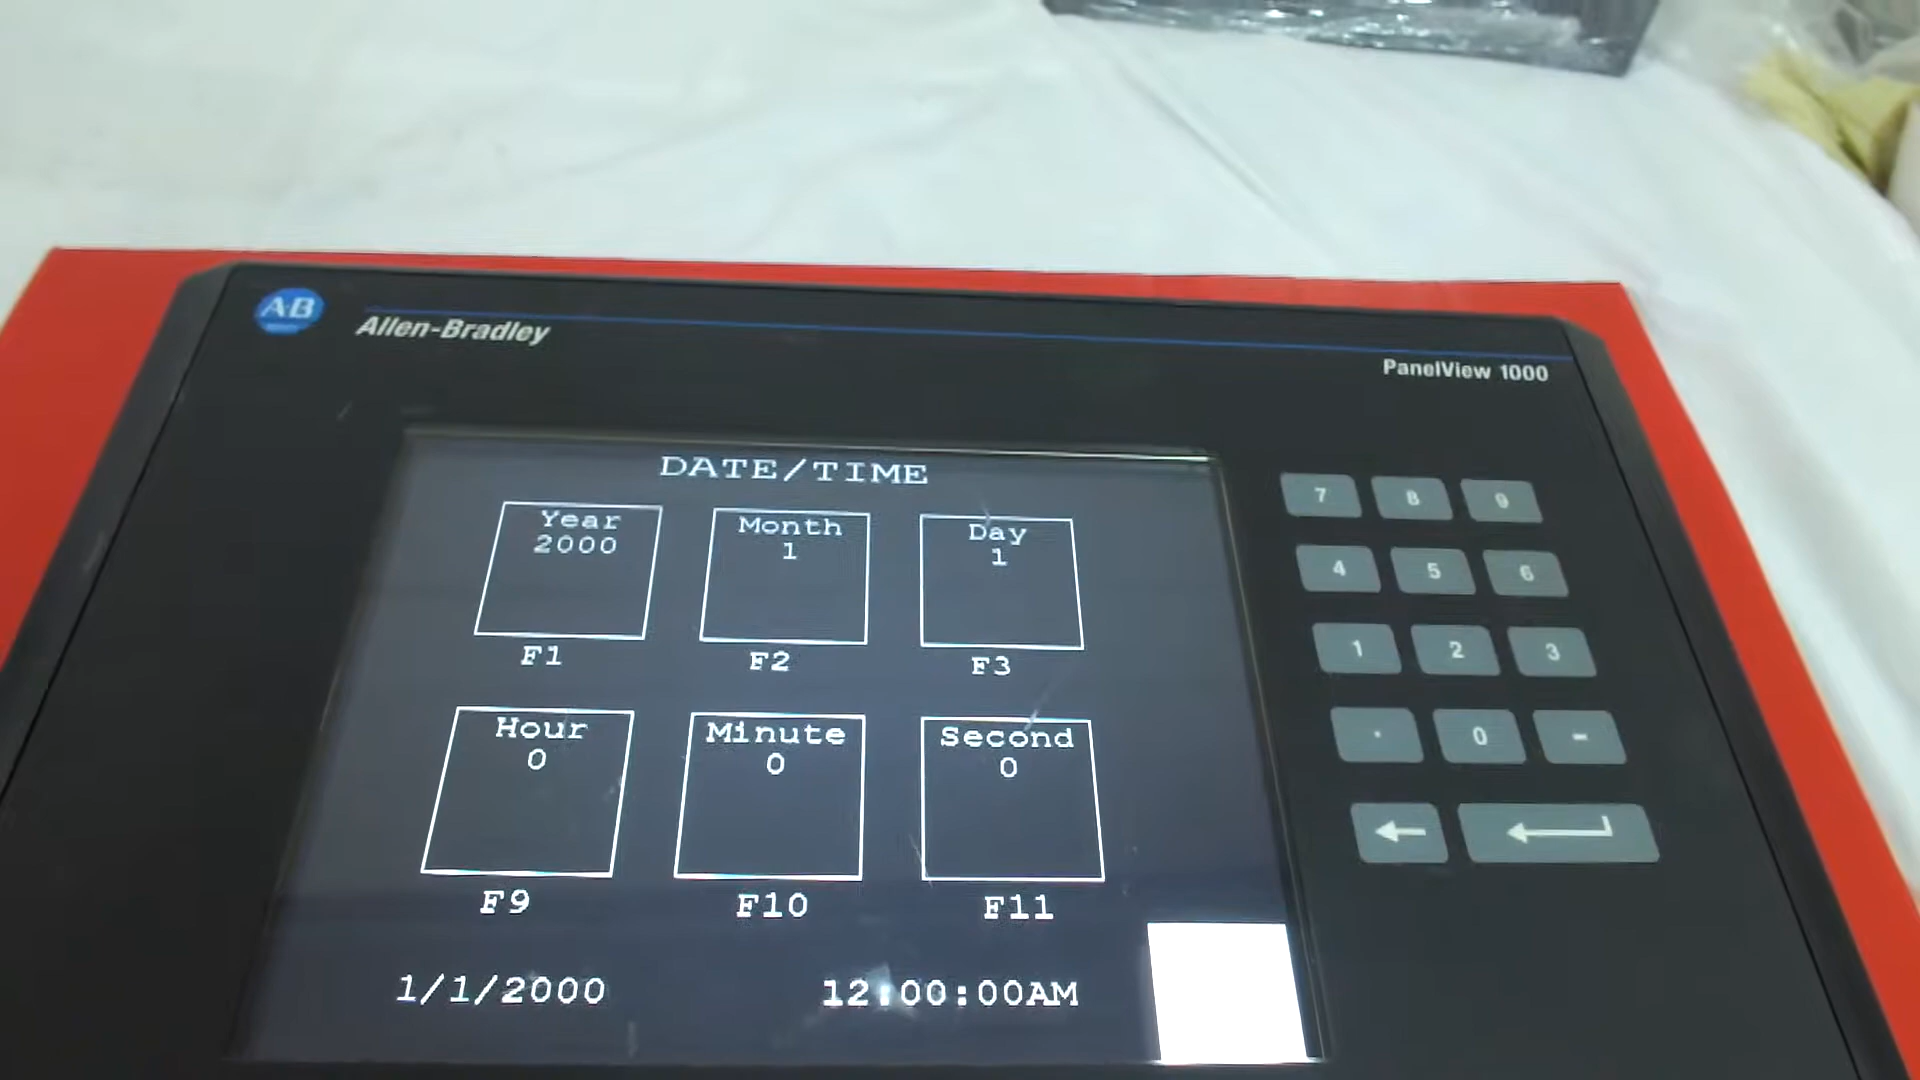 AB
Allen-Bradley
PanelView 1000
DATE/TIME
Year Month Day
2000 1 1
F1 F2 F3
Hour Minute Second
0 0 0
F9 F10 F11
1/1/2000 12:00:00AM
7 8 9
4 5 6
1 2 3
. 0 -